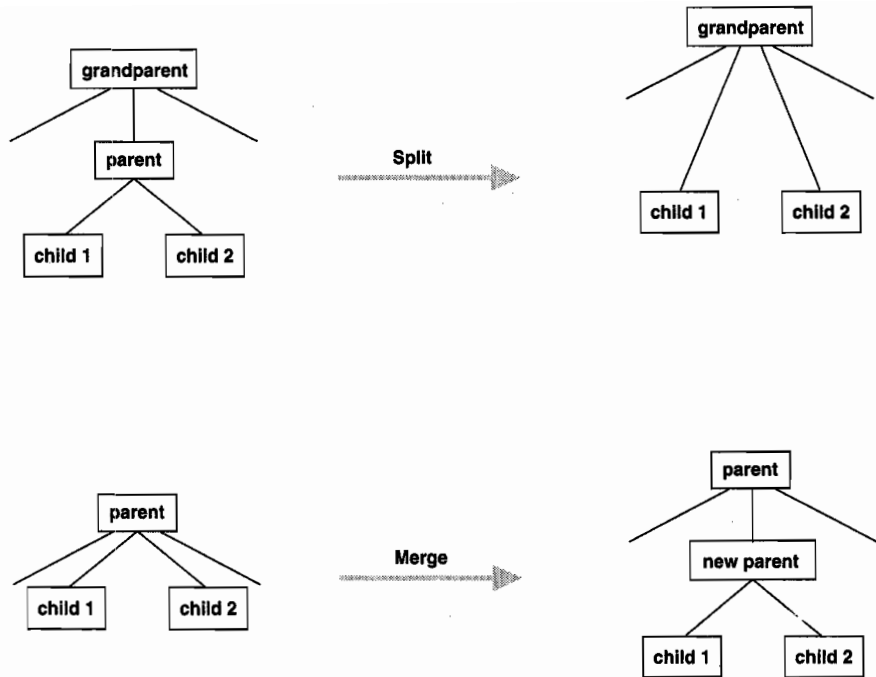 grandparent
parent
child 1
child 2
Split
grandparent
child 1
child 2
parent
child 1
child 2
Merge
parent
new parent
child 1
child 2